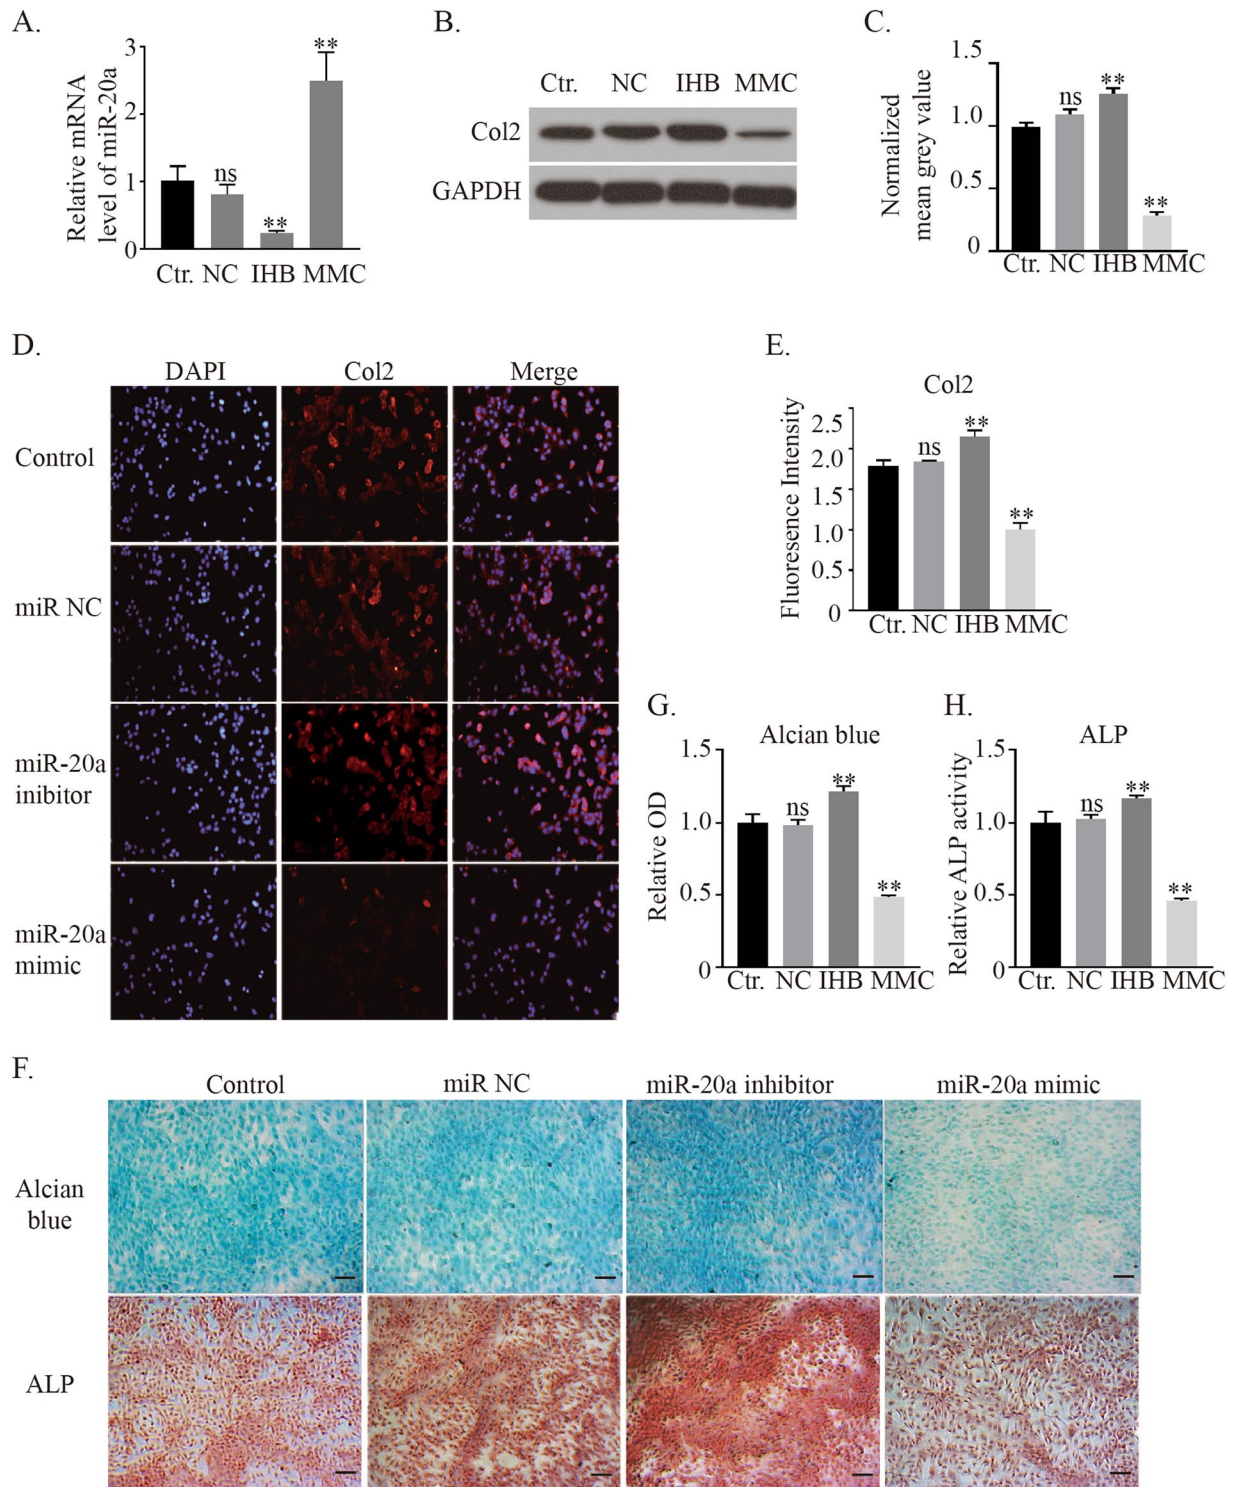 A.
Relative mRNA
level of miR-20a
3
2
1
0
ns
**
**
Ctr. NC IHB MMC
B.
Ctr. NC IHB MMC
Col2
GAPDH
C.
Normalized
mean grey value
1.5
1.0
0.5
0
ns
**
**
Ctr. NC IHB MMC
D.
DAPI Col2 Merge
Control
miR NC
miR-20a
inibitor
miR-20a
mimic
E.
Col2
Fluoresence Intensity
2.5
2.0
1.5
1.0
0.5
0
ns
**
**
Ctr. NC IHB MMC
G.
Alcian blue
Relative OD
1.5
1.0
0.5
0
ns
**
**
Ctr. NC IHB MMC
H.
ALP
Relative ALP activity
1.5
1.0
0.5
0
ns
**
**
Ctr. NC IHB MMC
F.
Control miR NC miR-20a inhibitor miR-20a mimic
Alcian
blue
ALP